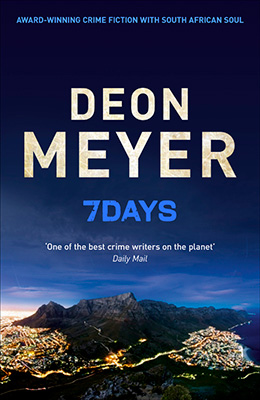 AWARD-WINNING CRIME FICTION WITH SOUTH AFRICAN SOUL
DEON
MEYER
7DAYS
‘One of the best crime writers on the planet’
Daily Mail